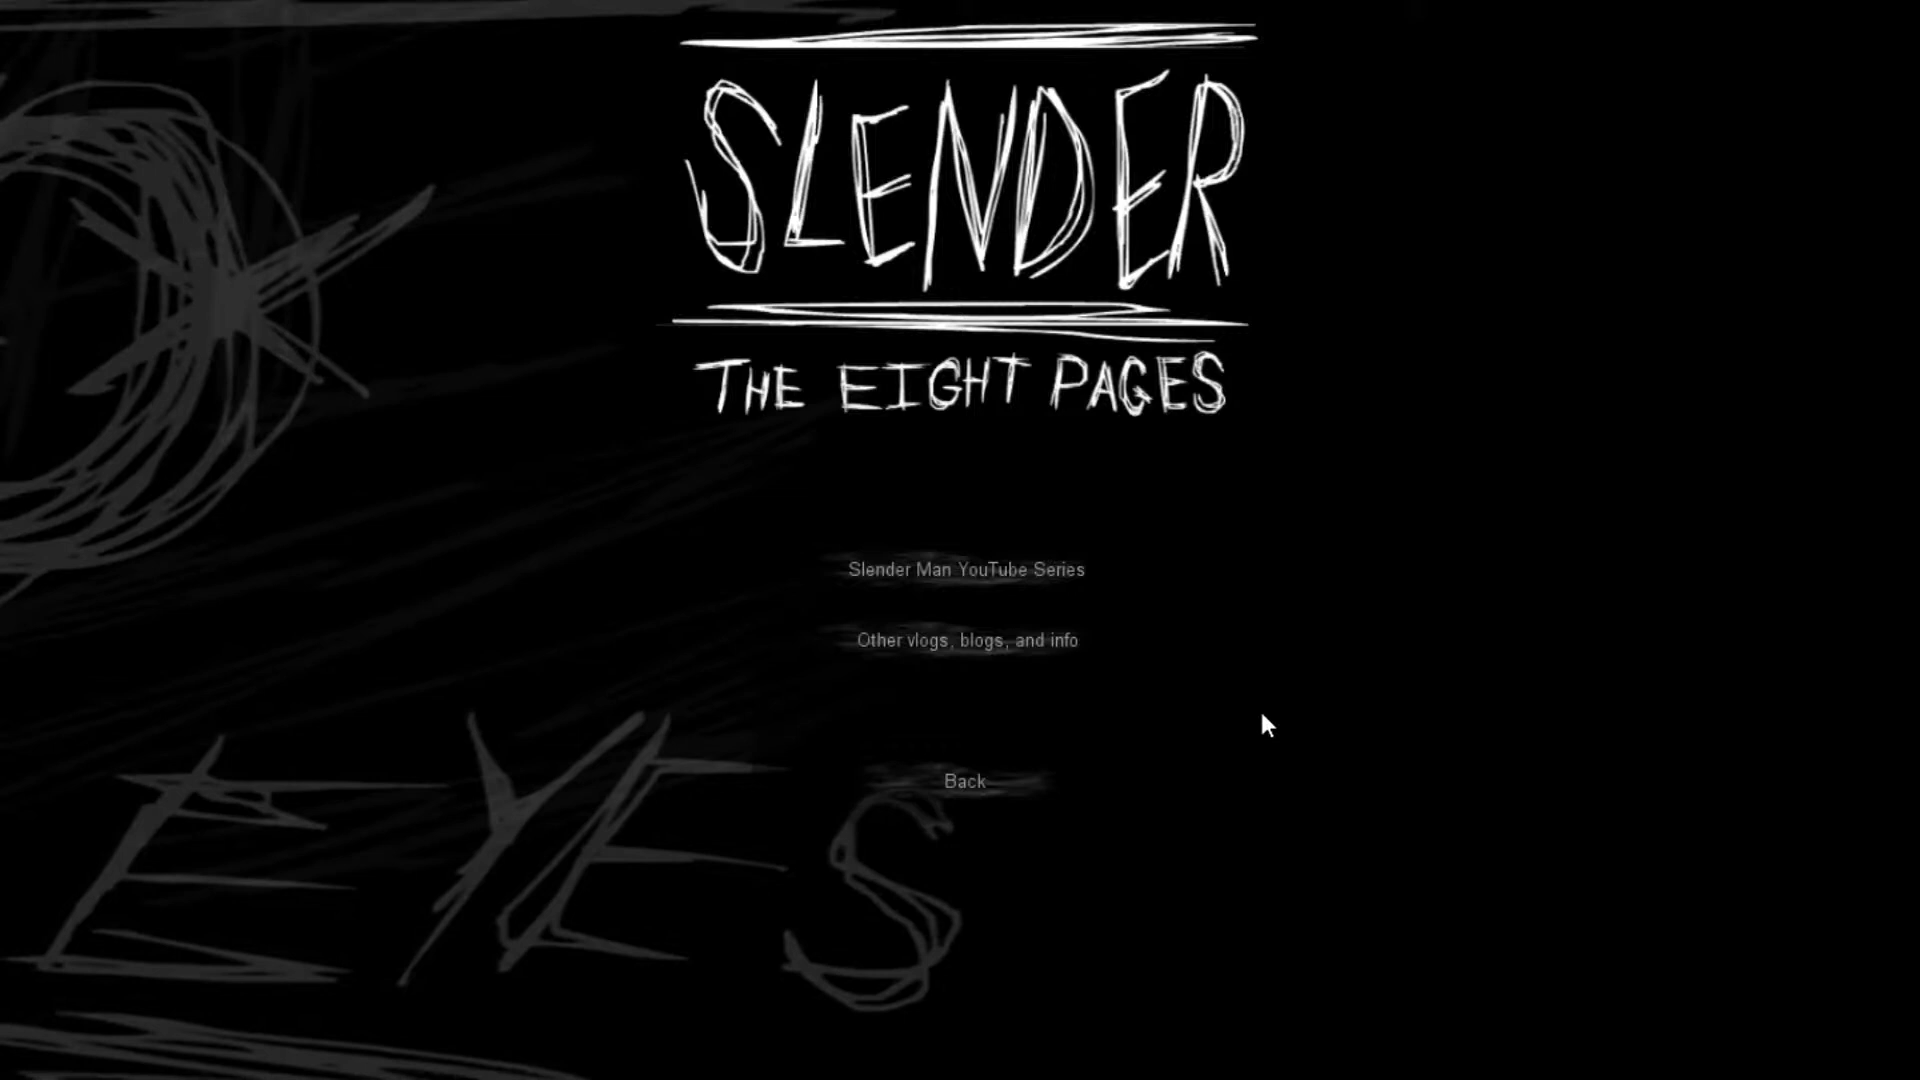 SLENDER
THE EIGHT PAGES
Slender Man YouTube Series
Other vlogs, blogs, and info
Back
EYES